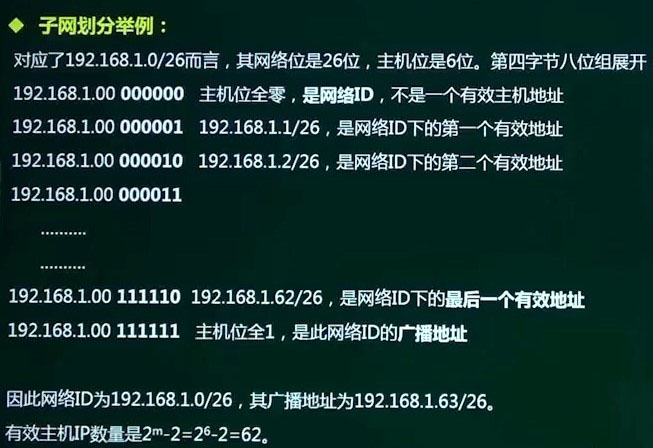 ◆ 子网划分举例：
对应了192.168.1.0/26而言，其网络位是26位，主机位是6位。第四字节八位组展开
192.168.1.00 000000 主机位全零，是网络ID，不是一个有效主机地址
192.168.1.00 000001 192.168.1.1/26，是网络ID下的第一个有效地址
192.168.1.00 000010 192.168.1.2/26，是网络ID下的第二个有效地址
192.168.1.00 000011
..........
..........
192.168.1.00 111110 192.168.1.62/26，是网络ID下的最后一个有效地址
192.168.1.00 111111 主机位全1，是此网络ID的广播地址
因此网络ID为192.168.1.0/26，其广播地址为192.168.1.63/26。
有效主机IP数量是2ᵐ-2=2⁶-2=62。